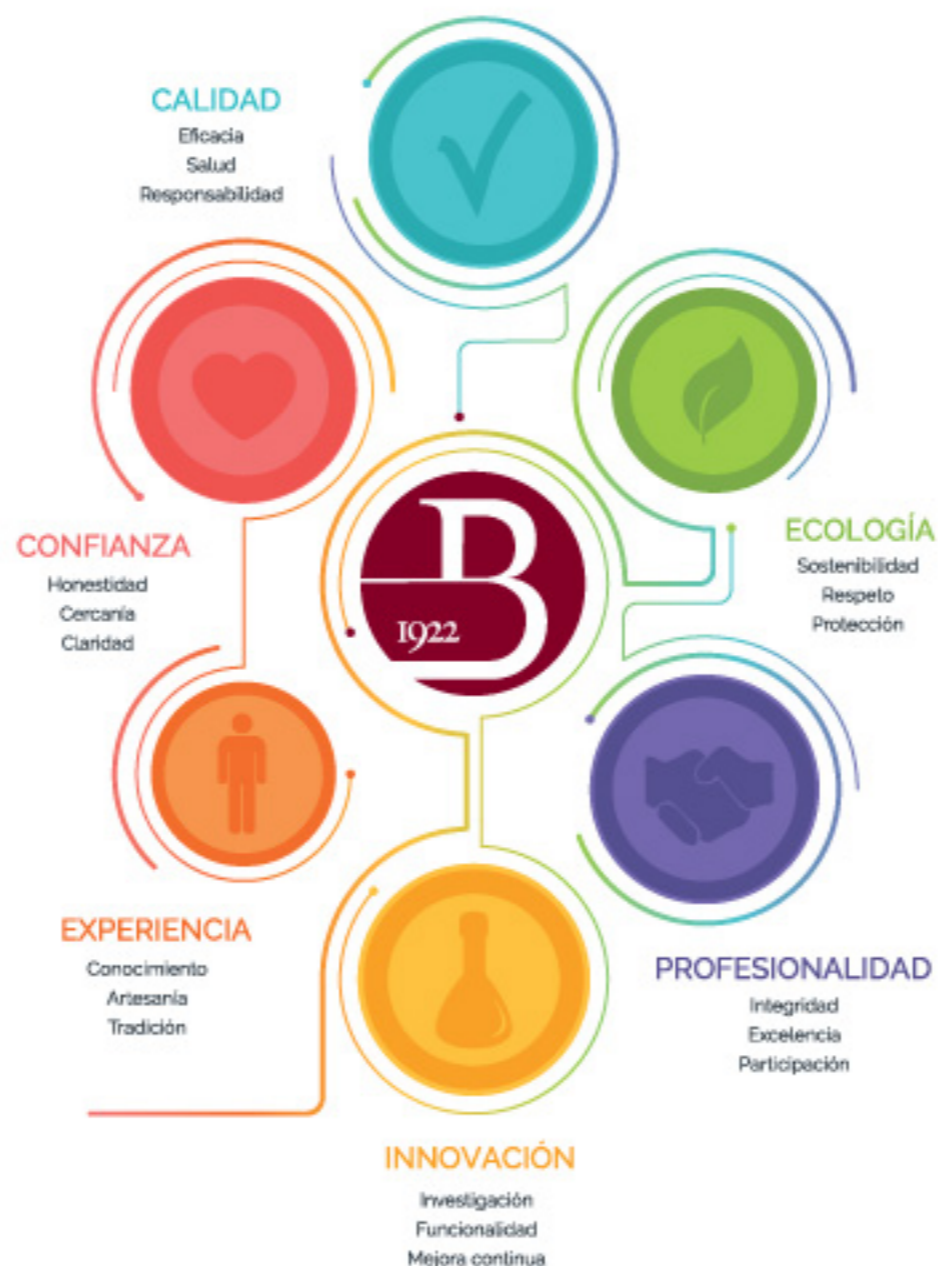 CALIDAD
Eficacia
Salud
Responsabilidad
CONFIANZA
Honestidad
Cercanía
Claridad
ECOLOGÍA
Sostenibilidad
Respeto
Protección
B
1922
EXPERIENCIA
Conocimiento
Artesanía
Tradición
PROFESIONALIDAD
Integridad
Excelencia
Participación
INNOVACIÓN
Investigación
Funcionalidad
Mejora continua